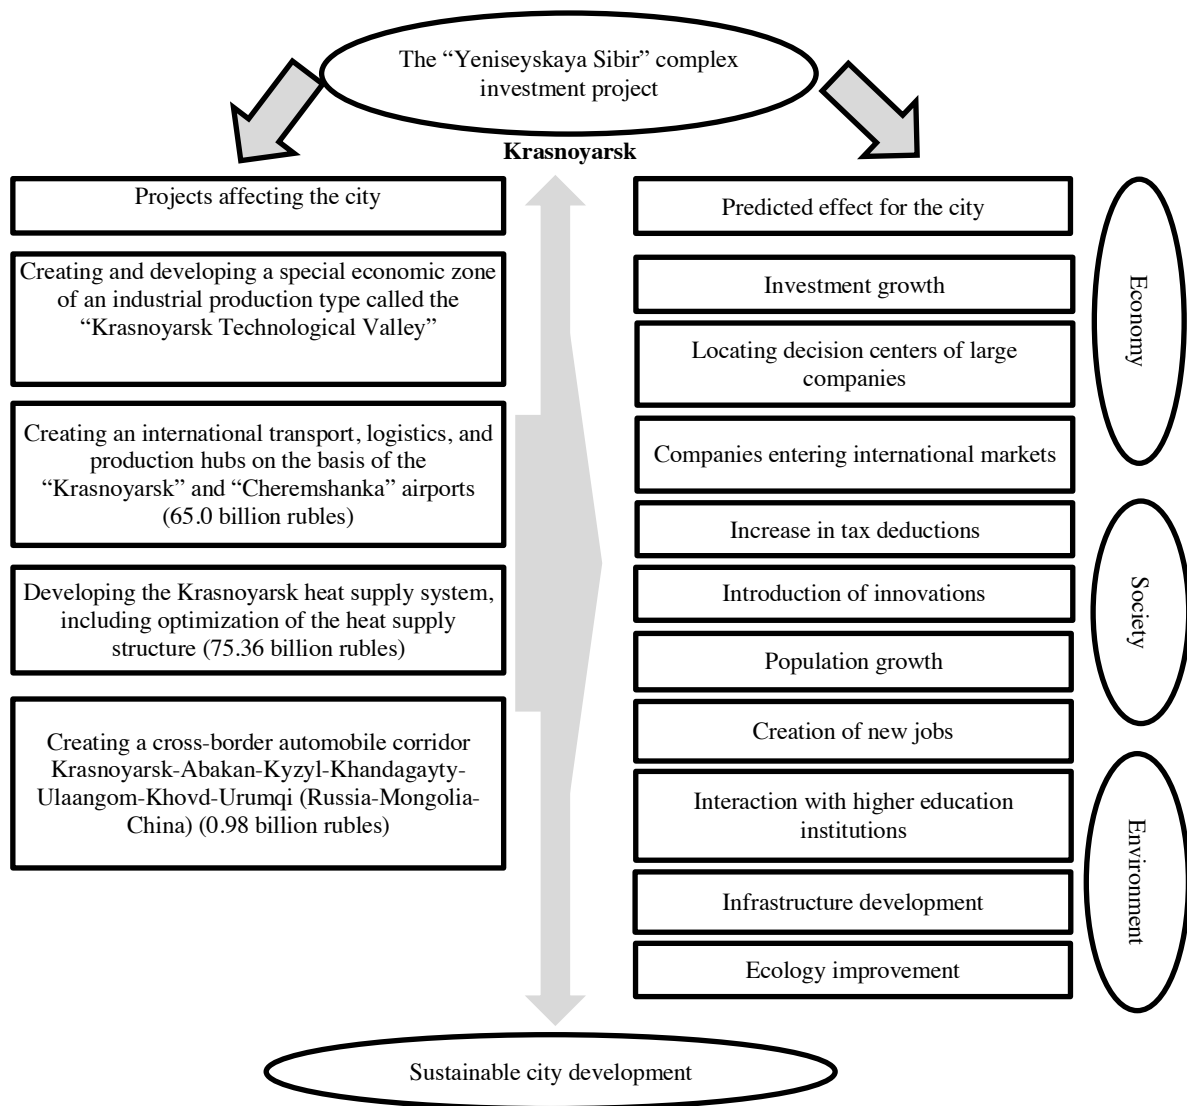 The “Yeniseyskaya Sibir” complex
investment project
Krasnoyarsk
Projects affecting the city
Creating and developing a special economic zone
of an industrial production type called the
“Krasnoyarsk Technological Valley”
Creating an international transport, logistics, and
production hubs on the basis of the
“Krasnoyarsk” and “Cheremshanka” airports
(65.0 billion rubles)
Developing the Krasnoyarsk heat supply system,
including optimization of the heat supply
structure (75.36 billion rubles)
Creating a cross-border automobile corridor
Krasnoyarsk-Abakan-Kyzyl-Khandagayty-
Ulaangom-Khovd-Urumqi (Russia-Mongolia-
China) (0.98 billion rubles)
Predicted effect for the city
Investment growth
Locating decision centers of large
companies
Companies entering international markets
Increase in tax deductions
Introduction of innovations
Population growth
Creation of new jobs
Interaction with higher education
institutions
Infrastructure development
Ecology improvement
Economy
Society
Environment
Sustainable city development